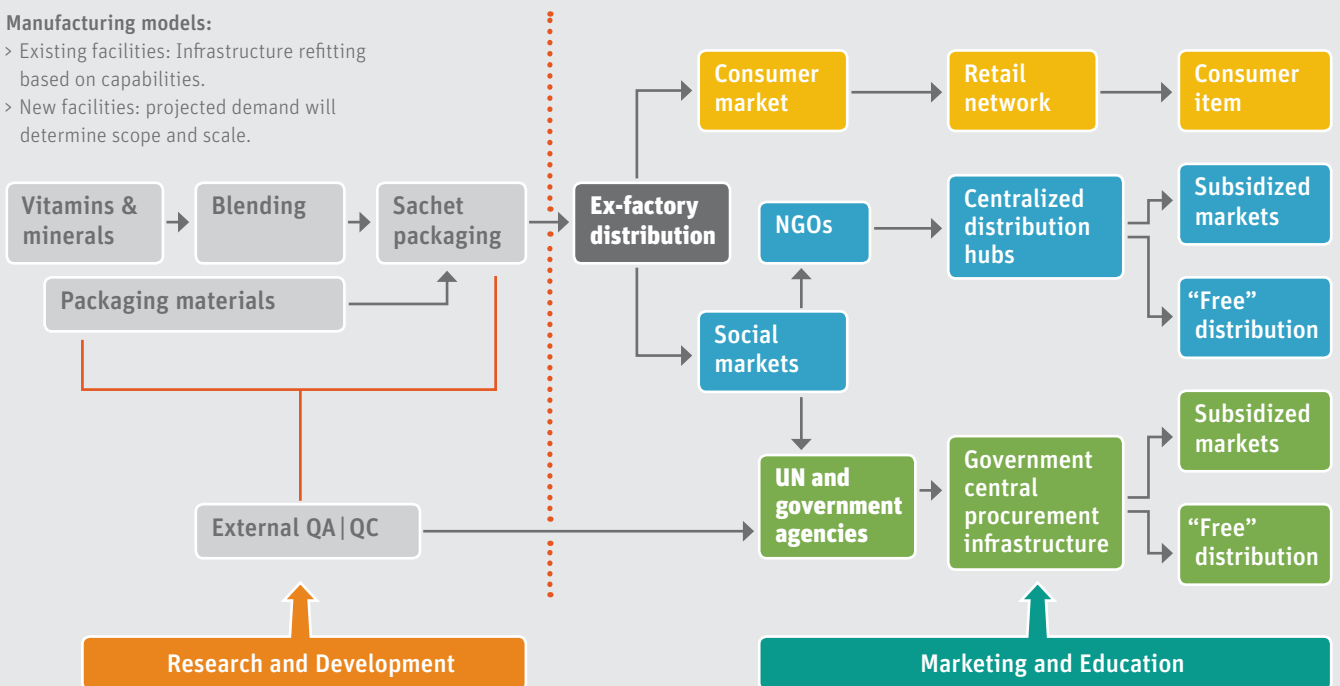 Manufacturing models:
> Existing facilities: Infrastructure refitting
based on capabilities.
> New facilities: projected demand will
determine scope and scale.
Vitamins &
minerals
Blending
Sachet
packaging
Packaging materials
External QA|QC
Research and Development
Ex-factory
distribution
Consumer
market
Retail
network
Consumer
item
Social
markets
NGOs
Centralized
distribution
hubs
Subsidized
markets
“Free”
distribution
UN and
government
agencies
Government
central
procurement
infrastructure
Subsidized
markets
“Free”
distribution
Marketing and Education